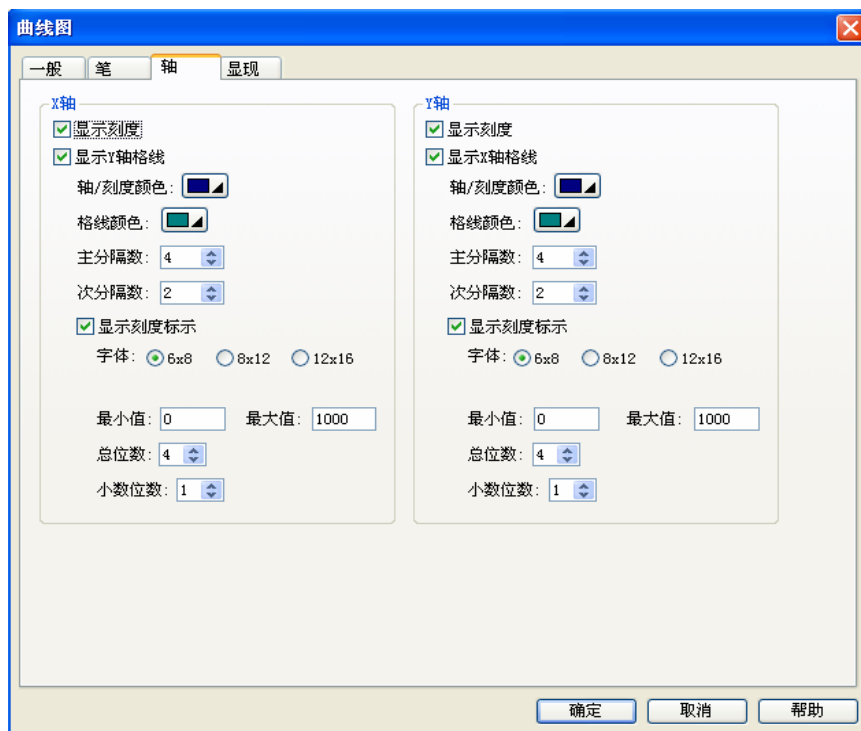 曲线图
一般 笔 轴 显现
X轴
显示刻度
显示Y轴格线
轴/刻度颜色:
格线颜色:
主分隔数: 4
次分隔数: 2
显示刻度标示
字体: 6x8 8x12 12x16
最小值: 0 最大值: 1000
总位数: 4
小数位数: 1
Y轴
显示刻度
显示X轴格线
轴/刻度颜色:
格线颜色:
主分隔数: 4
次分隔数: 2
显示刻度标示
字体: 6x8 8x12 12x16
最小值: 0 最大值: 1000
总位数: 4
小数位数: 1
确定 取消 帮助